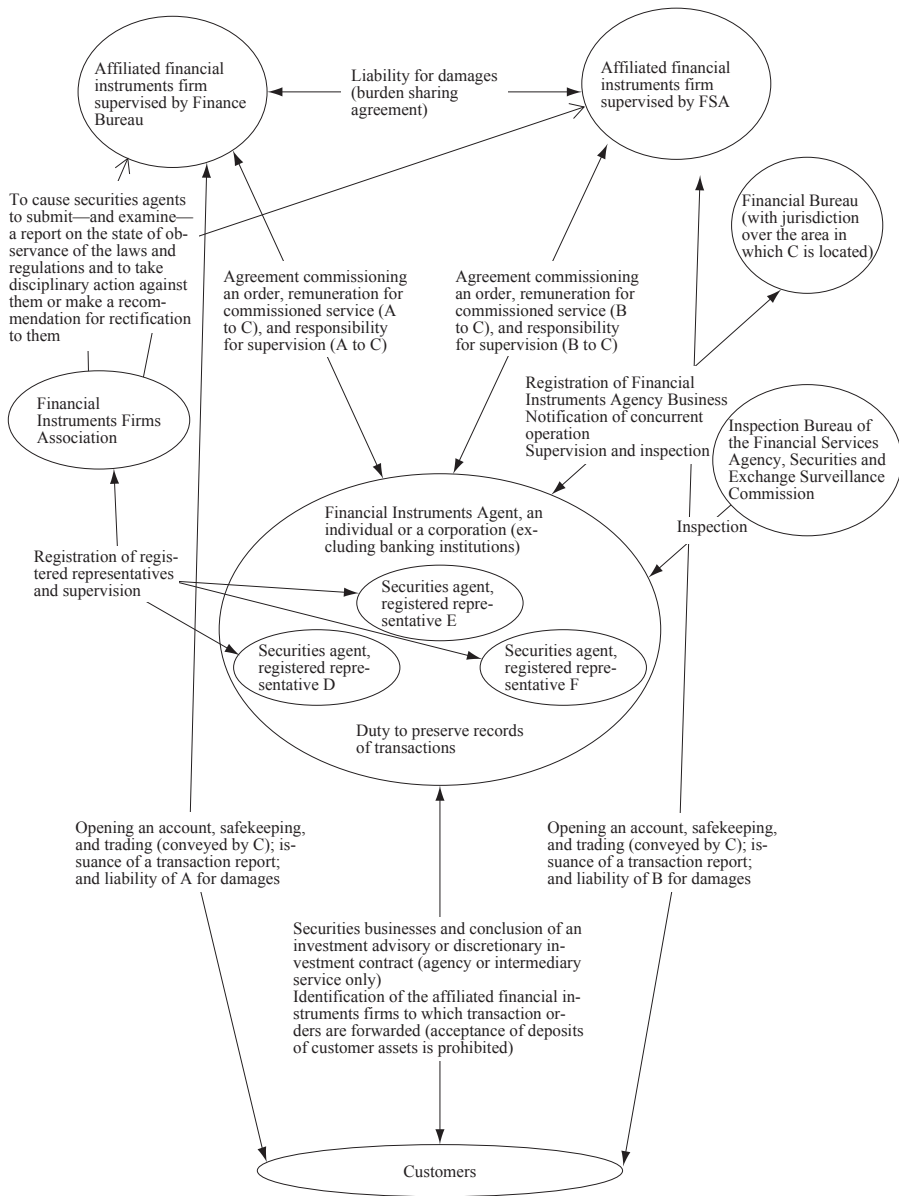 Affiliated financial
instruments firm
supervised by Finance
Bureau
Liability for damages
(burden sharing
agreement)
Affiliated financial
instruments firm
supervised by FSA
To cause securities agents
to submit—and examine—
a report on the state of ob-
servance of the laws and
regulations and to take
disciplinary action against
them or make a recom-
mendation for rectification
to them
Financial Bureau
(with jurisdiction
over the area in
which C is located)
Agreement commissioning
an order, remuneration for
commissioned service (A
to C), and responsibility
for supervision (A to C)
Agreement commissioning
an order, remuneration for
commissioned service (B
to C), and responsibility
for supervision (B to C)
Financial
Instruments Firms
Association
Registration of Financial
Instruments Agency Business
Notification of concurrent
operation
Supervision and inspection
Inspection Bureau of
the Financial Services
Agency, Securities and
Exchange Surveillance
Commission
Financial Instruments Agent, an
individual or a corporation (ex-
cluding banking institutions)
Inspection
Registration of regis-
tered representatives
and supervision
Securities agent,
registered repre-
sentative E
Securities agent,
registered repre-
sentative D
Securities agent,
registered repre-
sentative F
Duty to preserve records
of transactions
Opening an account, safekeeping,
and trading (conveyed by C); is-
suance of a transaction report;
and liability of A for damages
Opening an account, safekeeping,
and trading (conveyed by C); is-
suance of a transaction report;
and liability of B for damages
Securities businesses and conclusion of an
investment advisory or discretionary in-
vestment contract (agency or intermediary
service only)
Identification of the affiliated financial in-
struments firms to which transaction or-
ders are forwarded (acceptance of deposits
of customer assets is prohibited)
Customers